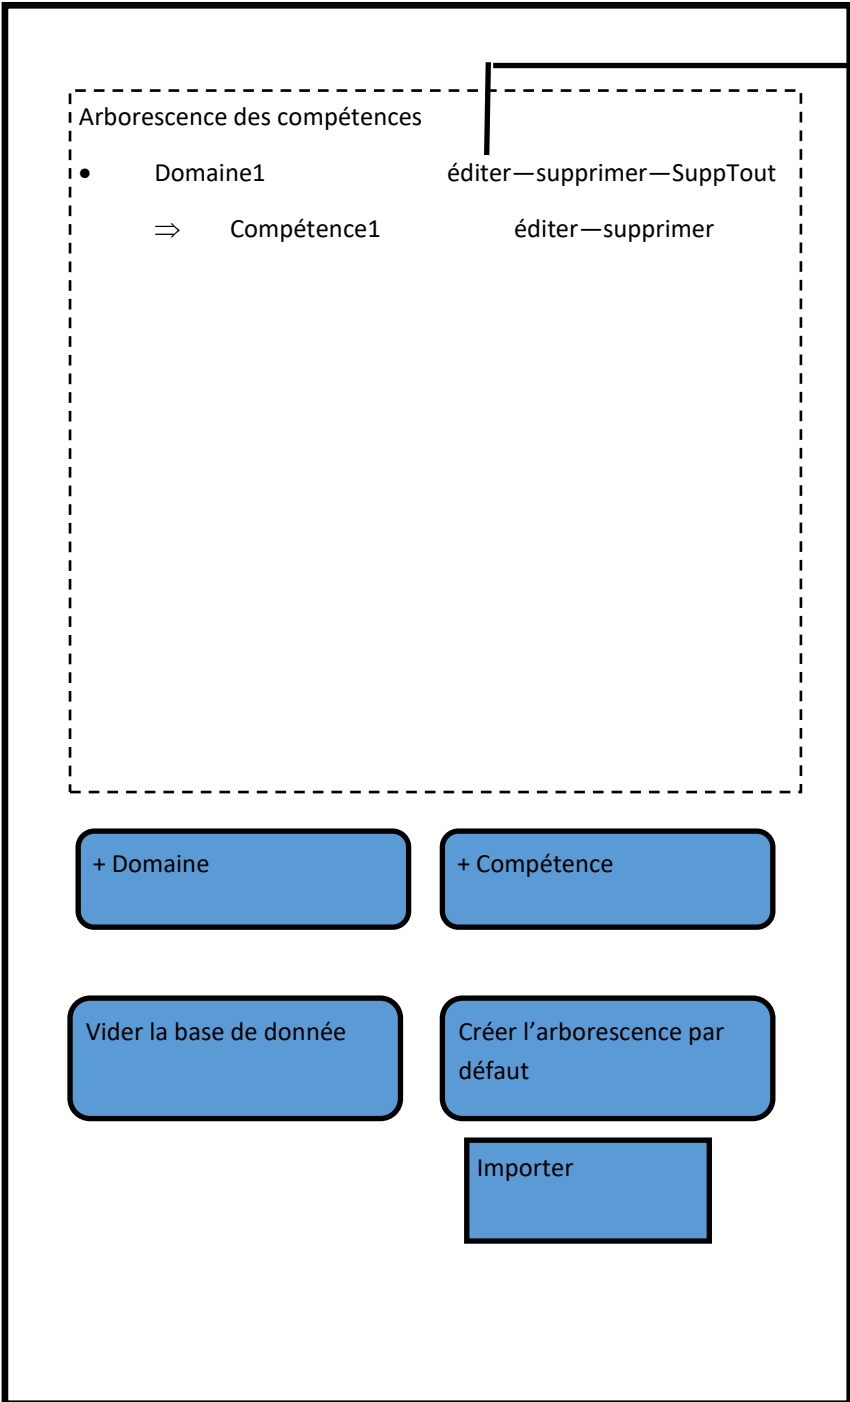 Arborescence des compétences
• Domaine1 éditer—supprimer—SuppTout
⇒ Compétence1 éditer—supprimer
+ Domaine
+ Compétence
Vider la base de donnée
Créer l’arborescence par
défaut
Importer